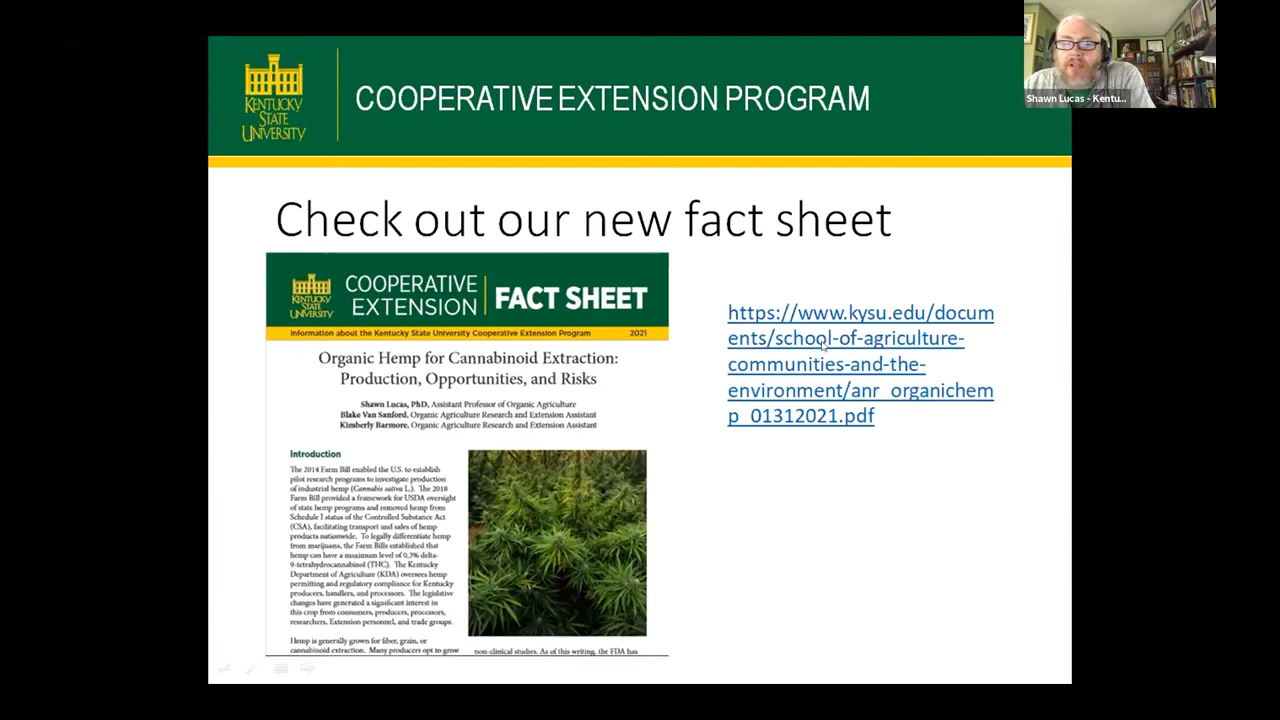 KENTUCKY
STATE
UNIVERSITY
COOPERATIVE EXTENSION PROGRAM
Shawn Lucas - Kentu...
Check out our new fact sheet
KENTUCKY
STATE
UNIVERSITY
COOPERATIVE
EXTENSION
FACT SHEET
Information about the Kentucky State University Cooperative Extension Program 2021
Organic Hemp for Cannabinoid Extraction:
Production, Opportunities, and Risks
Shawn Lucas, PhD, Assistant Professor of Organic Agriculture
Blake Van Sanford, Organic Agriculture Research and Extension Assistant
Kimberly Barmore, Organic Agriculture Research and Extension Assistant
Introduction
The 2014 Farm Bill enabled the U.S. to establish
pilot research programs to investigate production
of industrial hemp (Cannabis sativa L.). The 2018
Farm Bill provided a framework for USDA oversight
of state hemp programs and removed hemp from
Schedule I status of the Controlled Substance Act
(CSA), facilitating transport and sales of hemp
products nationwide. To legally differentiate hemp
from marijuana, the Farm Bills established that
hemp can have a maximum level of 0.3% delta-
9-tetrahydrocannabinol (THC). The Kentucky
Department of Agriculture (KDA) oversees hemp
permitting and regulatory compliance for Kentucky
producers, handlers, and processors. The legislative
changes have generated a significant interest in
this crop from consumers, producers, processors,
researchers, Extension personnel, and trade groups.
Hemp is generally grown for fiber, grain, or
cannabinoid extraction. Many producers opt to grow
non-clinical studies. As of this writing, the FDA has
https://www.kysu.edu/docum
ents/school-of-agriculture-
communities-and-the-
environment/anr_organichem
p_01312021.pdf